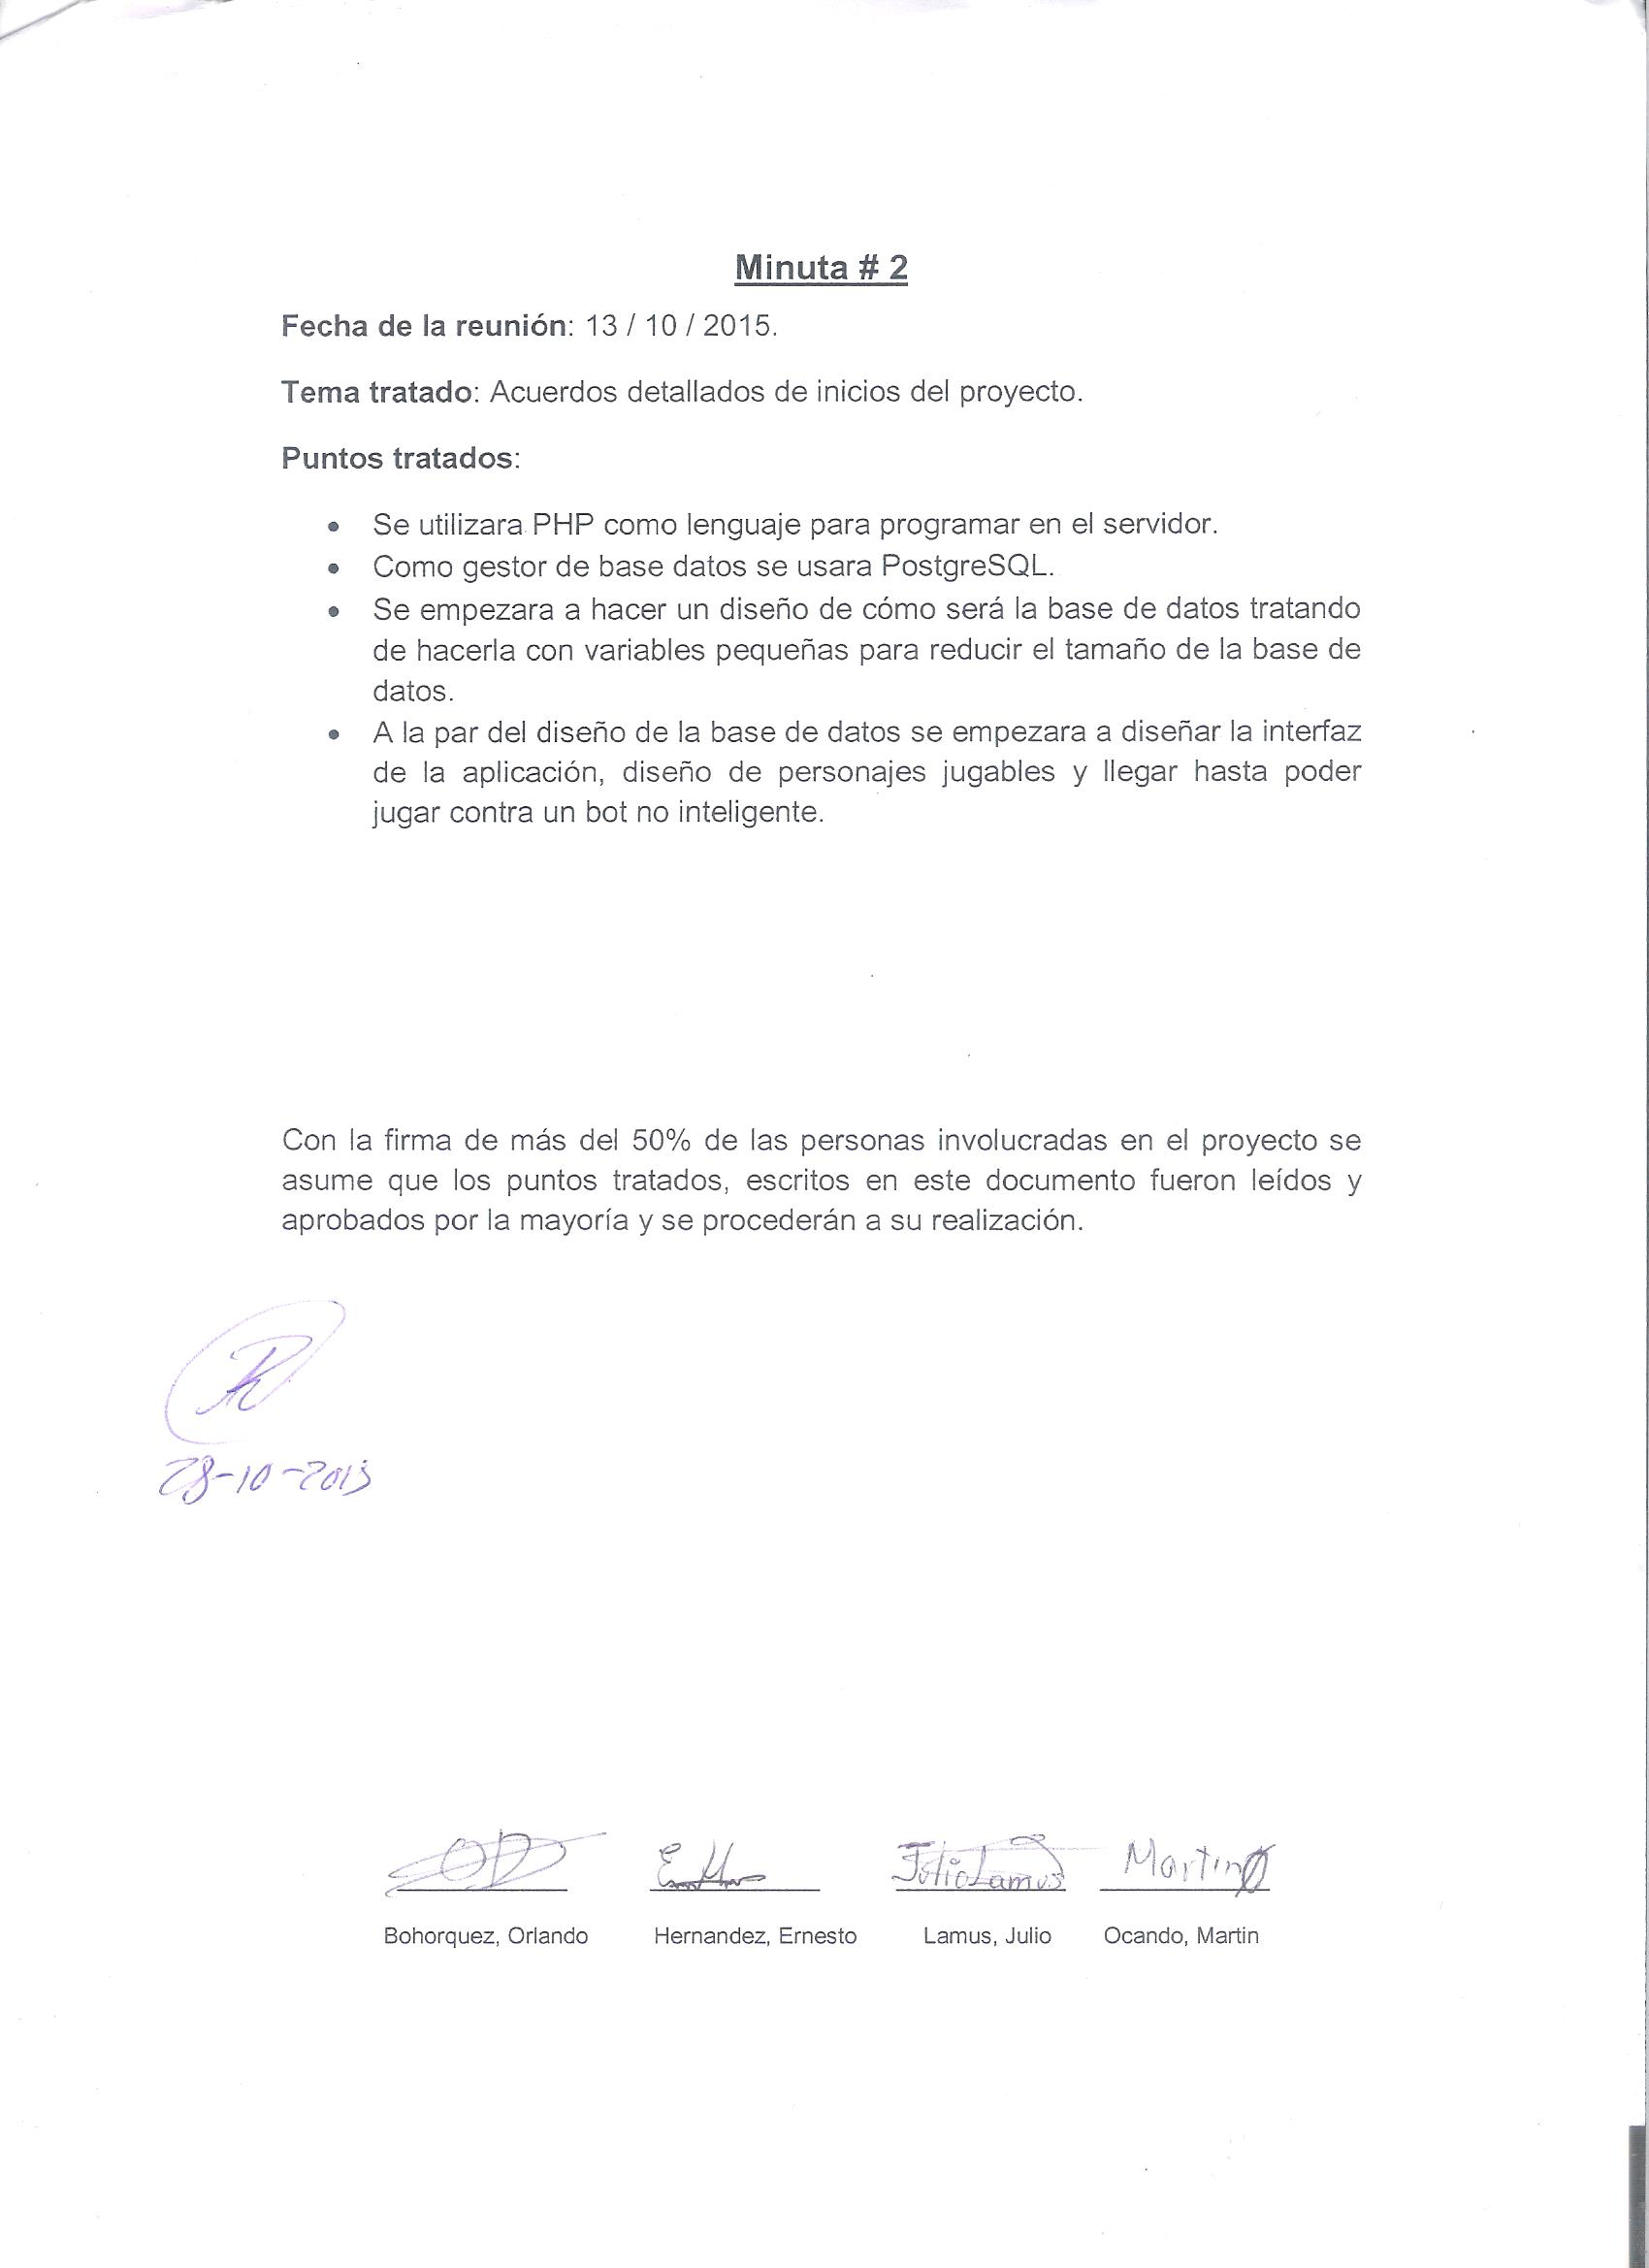 Minuta # 2
Fecha de la reunión: 13 / 10 / 2015.
Tema tratado: Acuerdos detallados de inicios del proyecto.
Puntos tratados:
• Se utilizara PHP como lenguaje para programar en el servidor.
• Como gestor de base datos se usara PostgreSQL.
• Se empezara a hacer un diseño de cómo será la base de datos tratando
de hacerla con variables pequeñas para reducir el tamaño de la base de
datos.
• A la par del diseño de la base de datos se empezara a diseñar la interfaz
de la aplicación, diseño de personajes jugables y llegar hasta poder
jugar contra un bot no inteligente.
Con la firma de más del 50% de las personas involucradas en el proyecto se
asume que los puntos tratados, escritos en este documento fueron leídos y
aprobados por la mayoría y se procederán a su realización.
28-10-2015
Julio Lamus Martin
Bohorquez, Orlando Hernandez, Ernesto Lamus, Julio Ocando, Martin